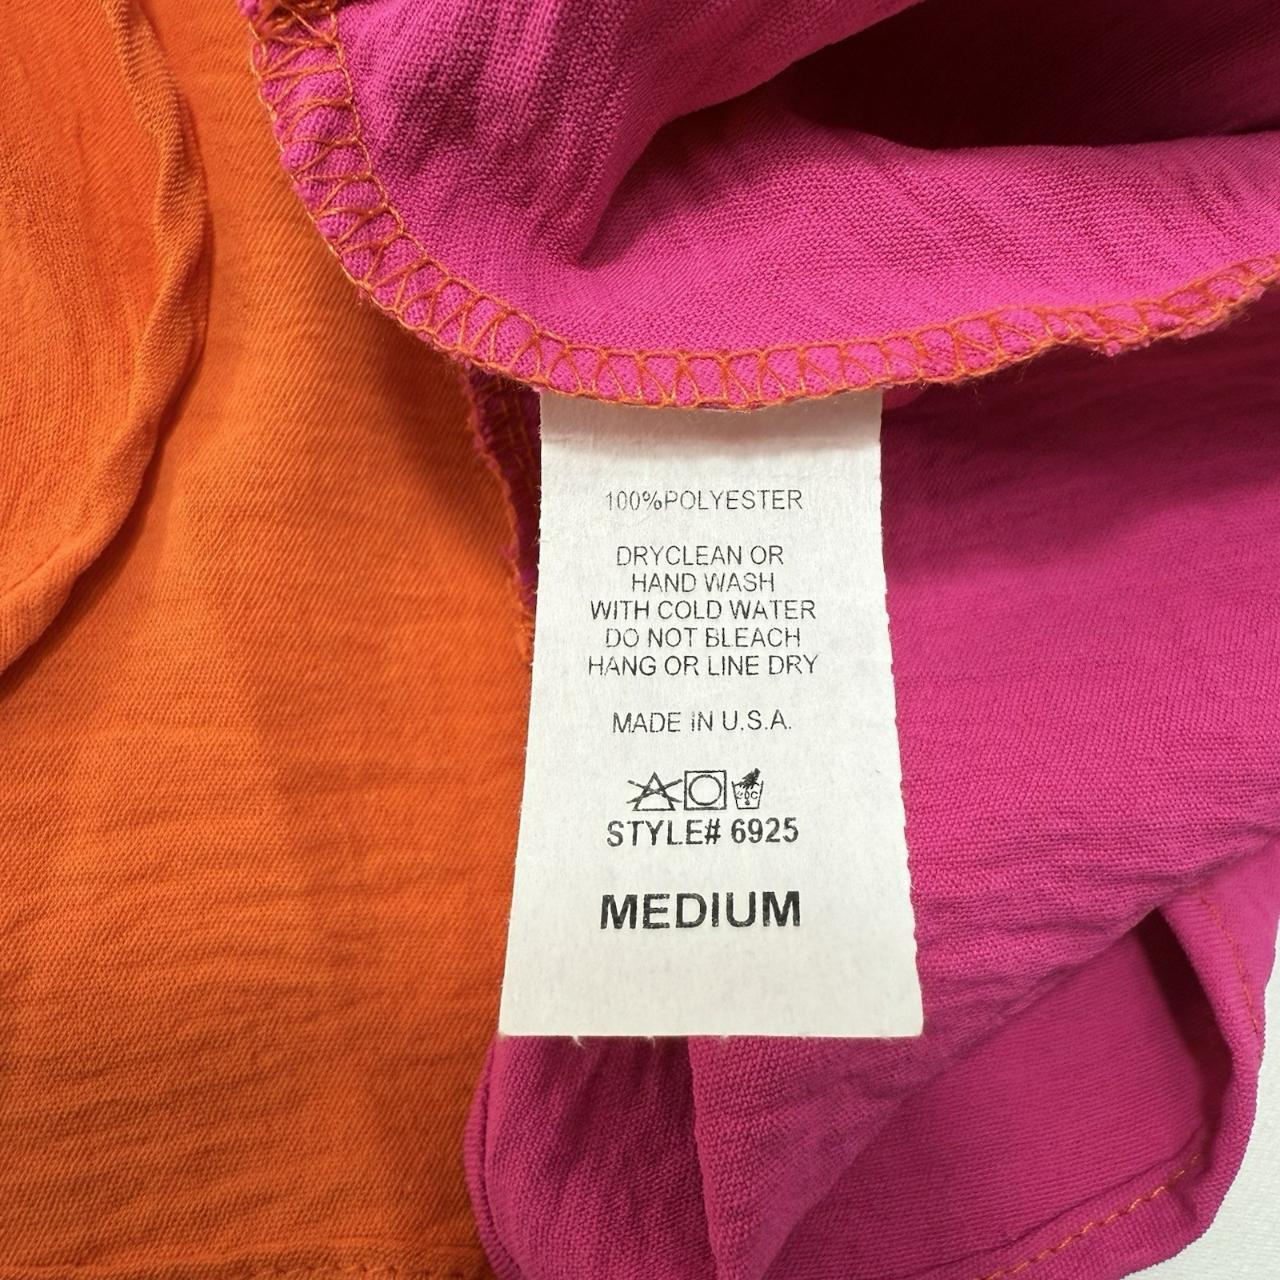 100%POLYESTER
DRYCLEAN OR
HAND WASH
WITH COLD WATER
DO NOT BLEACH
HANG OR LINE DRY
MADE IN U.S.A.
STYLE# 6925
MEDIUM